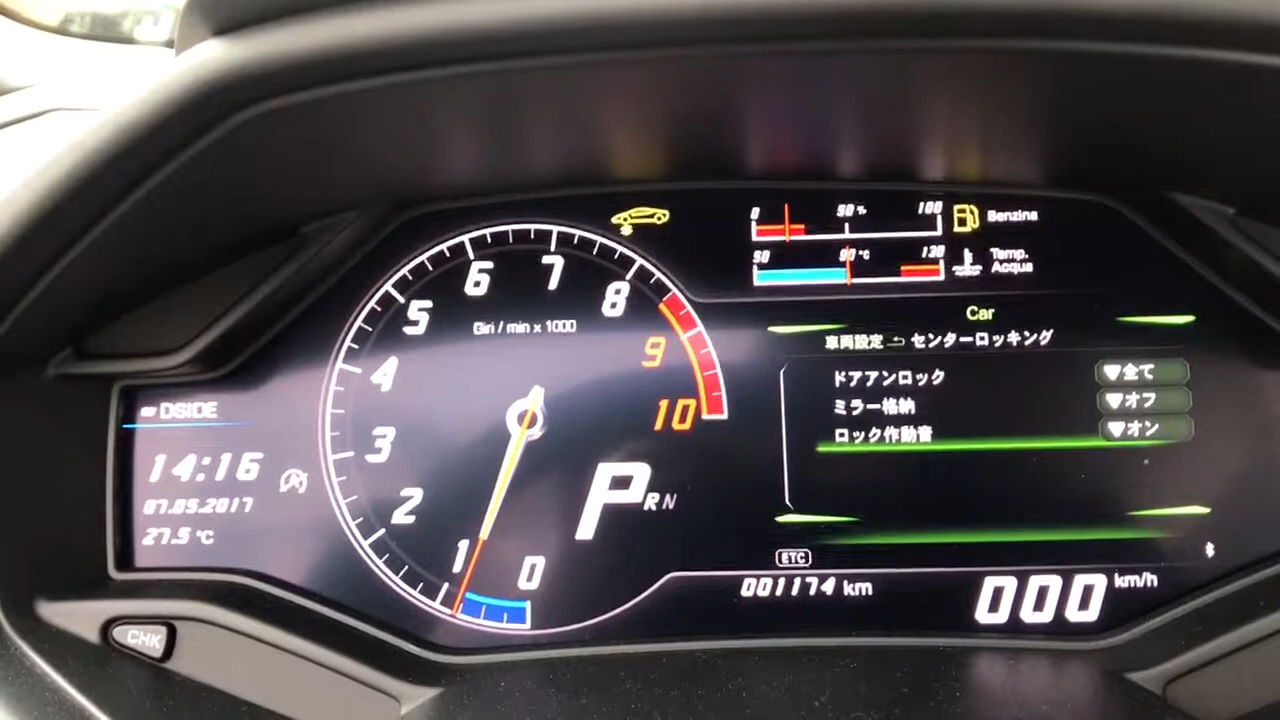 0 50 % 100 Benzina
50 90 °C 130 Temp. Acqua
6 7
5 8
Giri / min x 1000
4 9
3 10
2
1 0
PRN
DSIDE
14:16
07.05.2017
27.5 °C
Car
車両設定 センターロッキング
ドアアンロック ▼全て
ミラー格納 ▼オフ
ロック作動音 ▼オン
ETC
001174 km
000 km/h
CHK